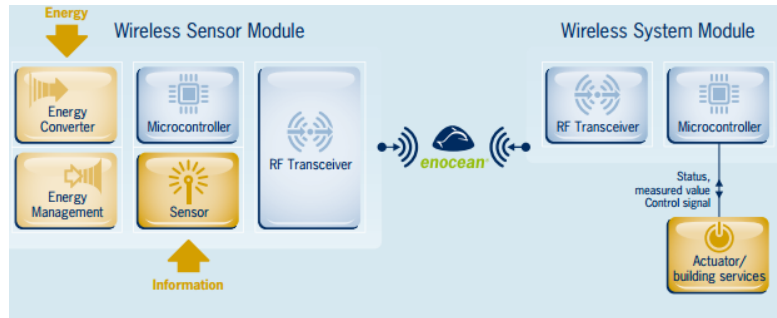 Energy
Wireless Sensor Module
Wireless System Module
Energy
Converter
Microcontroller
RF Transceiver
Energy
Management
Sensor
enocean®
RF Transceiver
Microcontroller
Status,
measured value
Control signal
Actuator/
building services
Information